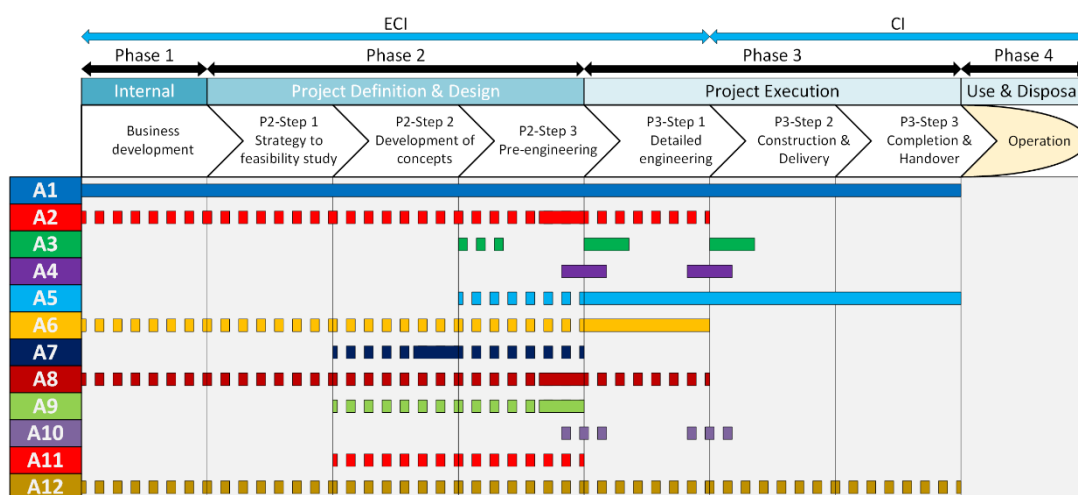 ECI CI
Phase 1 Phase 2 Phase 3 Phase 4
Internal Project Definition & Design Project Execution Use & Disposa
Business
development
P2-Step 1
Strategy to
feasibility study
P2-Step 2
Development of
concepts
P2-Step 3
Pre-engineering
P3-Step 1
Detailed
engineering
P3-Step 2
Construction &
Delivery
P3-Step 3
Completion &
Handover
Operation
A1
A2
A3
A4
A5
A6
A7
A8
A9
A10
A11
A12